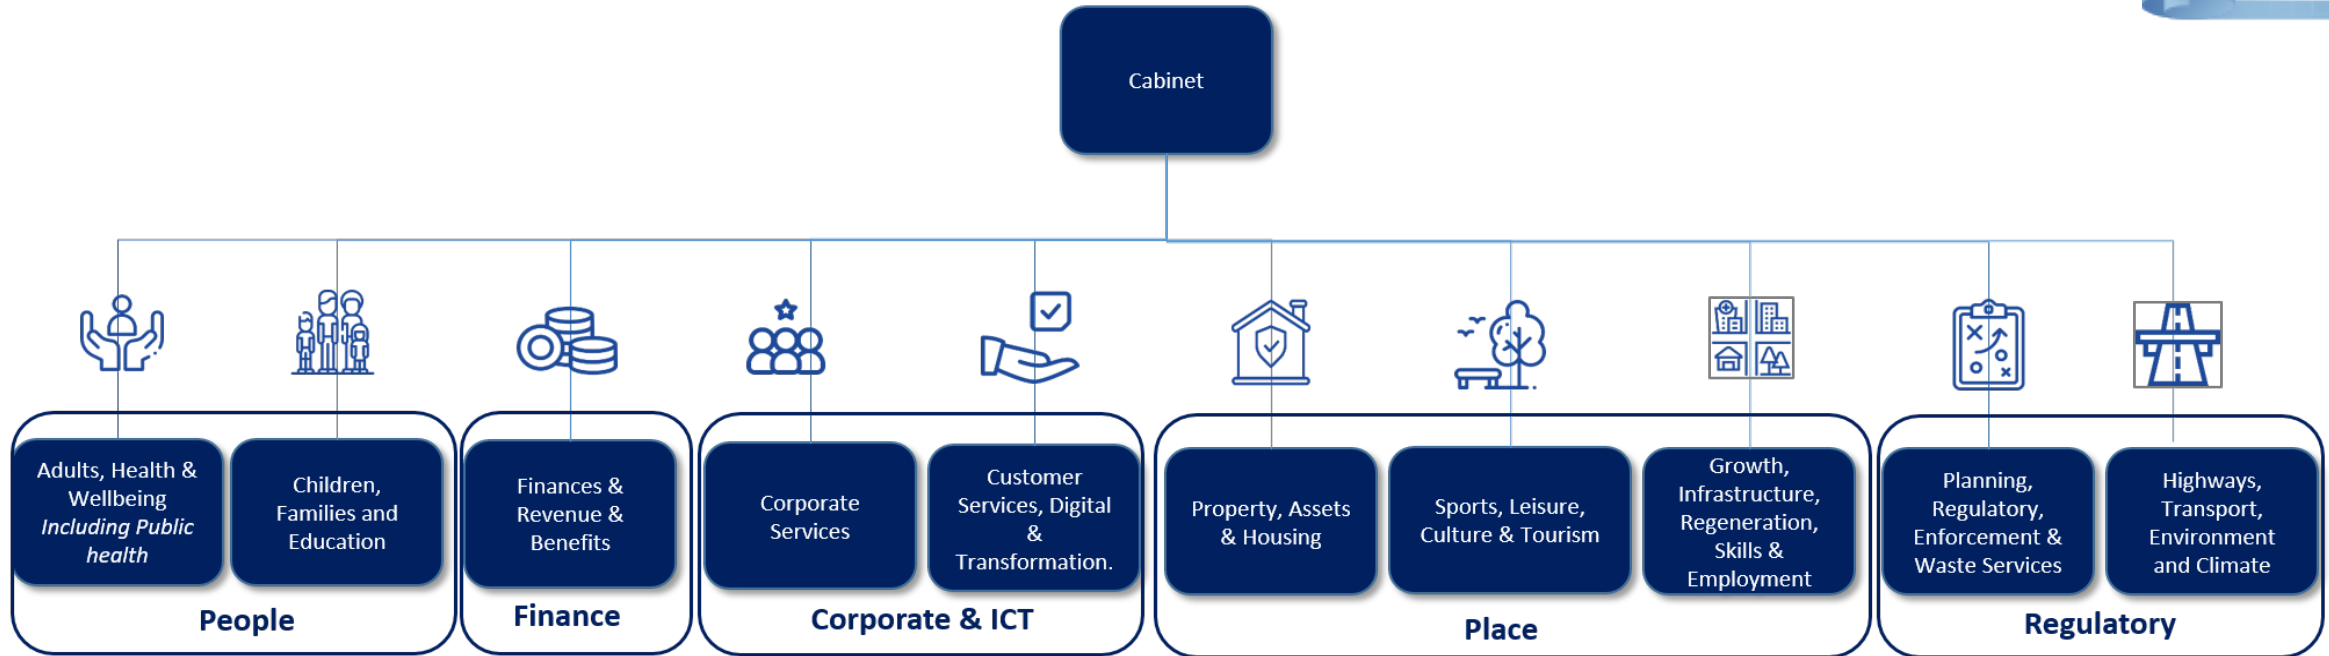 Cabinet
Adults, Health &
Wellbeing
Including Public
health
Children,
Families and
Education
Finances &
Revenue &
Benefits
Corporate
Services
Customer
Services, Digital
&
Transformation.
Property, Assets
& Housing
Sports, Leisure,
Culture & Tourism
Growth,
Infrastructure,
Regeneration,
Skills &
Employment
Planning,
Regulatory,
Enforcement &
Waste Services
Highways,
Transport,
Environment
and Climate
People
Finance
Corporate & ICT
Place
Regulatory